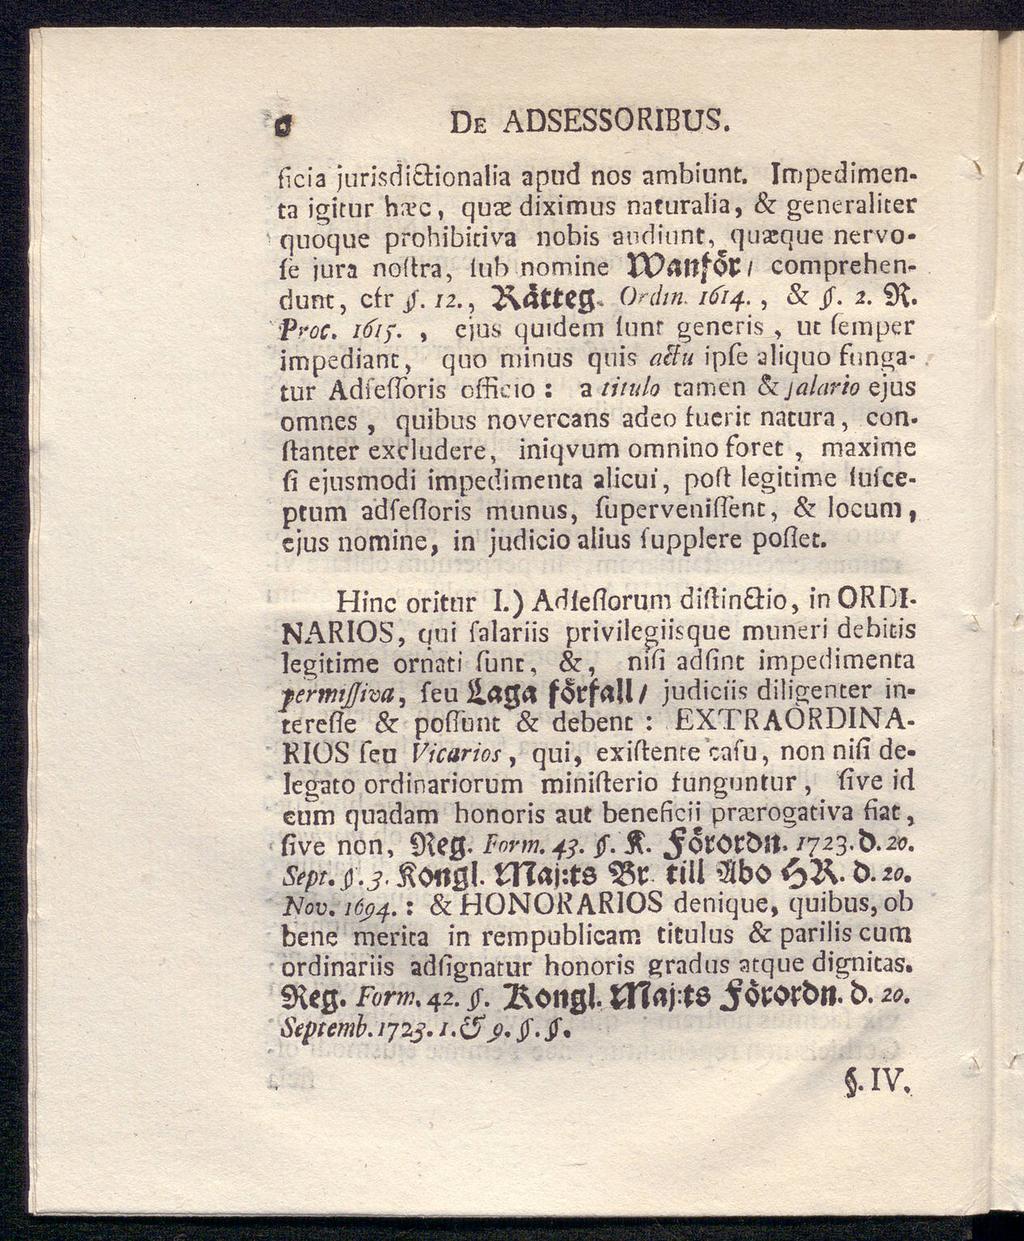 6 DE ADSESSORIBUS.
ficia jurisdictionalia apud nos ambiunt. Impedimen-
ta igitur hæc, quæ diximus naturalia, & generaliter
quoque prohibitiva nobis audiunt, quæque nervo-
ſe jura noſtra, ſub nomine Wanför / comprehen-
dunt, cfr §. 12., Rätteg. Ordin. 1614., & §. 2. R.
Proc. 1615., ejus quidem ſunt generis, ut ſemper
impediant, quo minus quis actu ipſe aliquo funga-
tur Adſeſſoris officio: a titulo tamen & ſalario ejus
omnes, quibus novercans adeo fuerit natura, con-
ſtanter excludere, iniqvum omnino foret, maxime
ſi ejusmodi impedimenta alicui, poſt legitime ſuſce-
ptum adſeſſoris munus, ſuperveniſſent, & locum,
ejus nomine, in judicio alius ſupplere poſſet.
Hinc oritur I.) Adſeſſorum diſtinctio, in ORDI-
NARIOS, qui ſalariis privilegiisque muneri debitis
legitime ornati ſunt, &, niſi adſint impedimenta
permiſſiva, ſeu Laga förfall / judiciis diligenter in-
tereſſe & poſſunt & debent: EXTRAORDINA-
RIOS ſeu Vicarios, qui, exiſtente caſu, non niſi de-
legato ordinariorum miniſterio funguntur, ſive id
cum quadam honoris aut beneficii prærogativa fiat,
ſive non, Reg. Form. 43. §. K. Förordn. 1723. d. 20.
Sept. §. 3. Kongl. Maj:ts Br. till Åbo HR. d. 20.
Nov. 1694.: & HONORARIOS denique, quibus, ob
bene merita in rempublicam titulus & parilis cum
ordinariis adſignatur honoris gradus atque dignitas.
Reg. Form. 42. §. Kongl. Maj:ts Förordn. d. 20.
Septemb. 1723. 1. & 9. §. §.
§. IV.